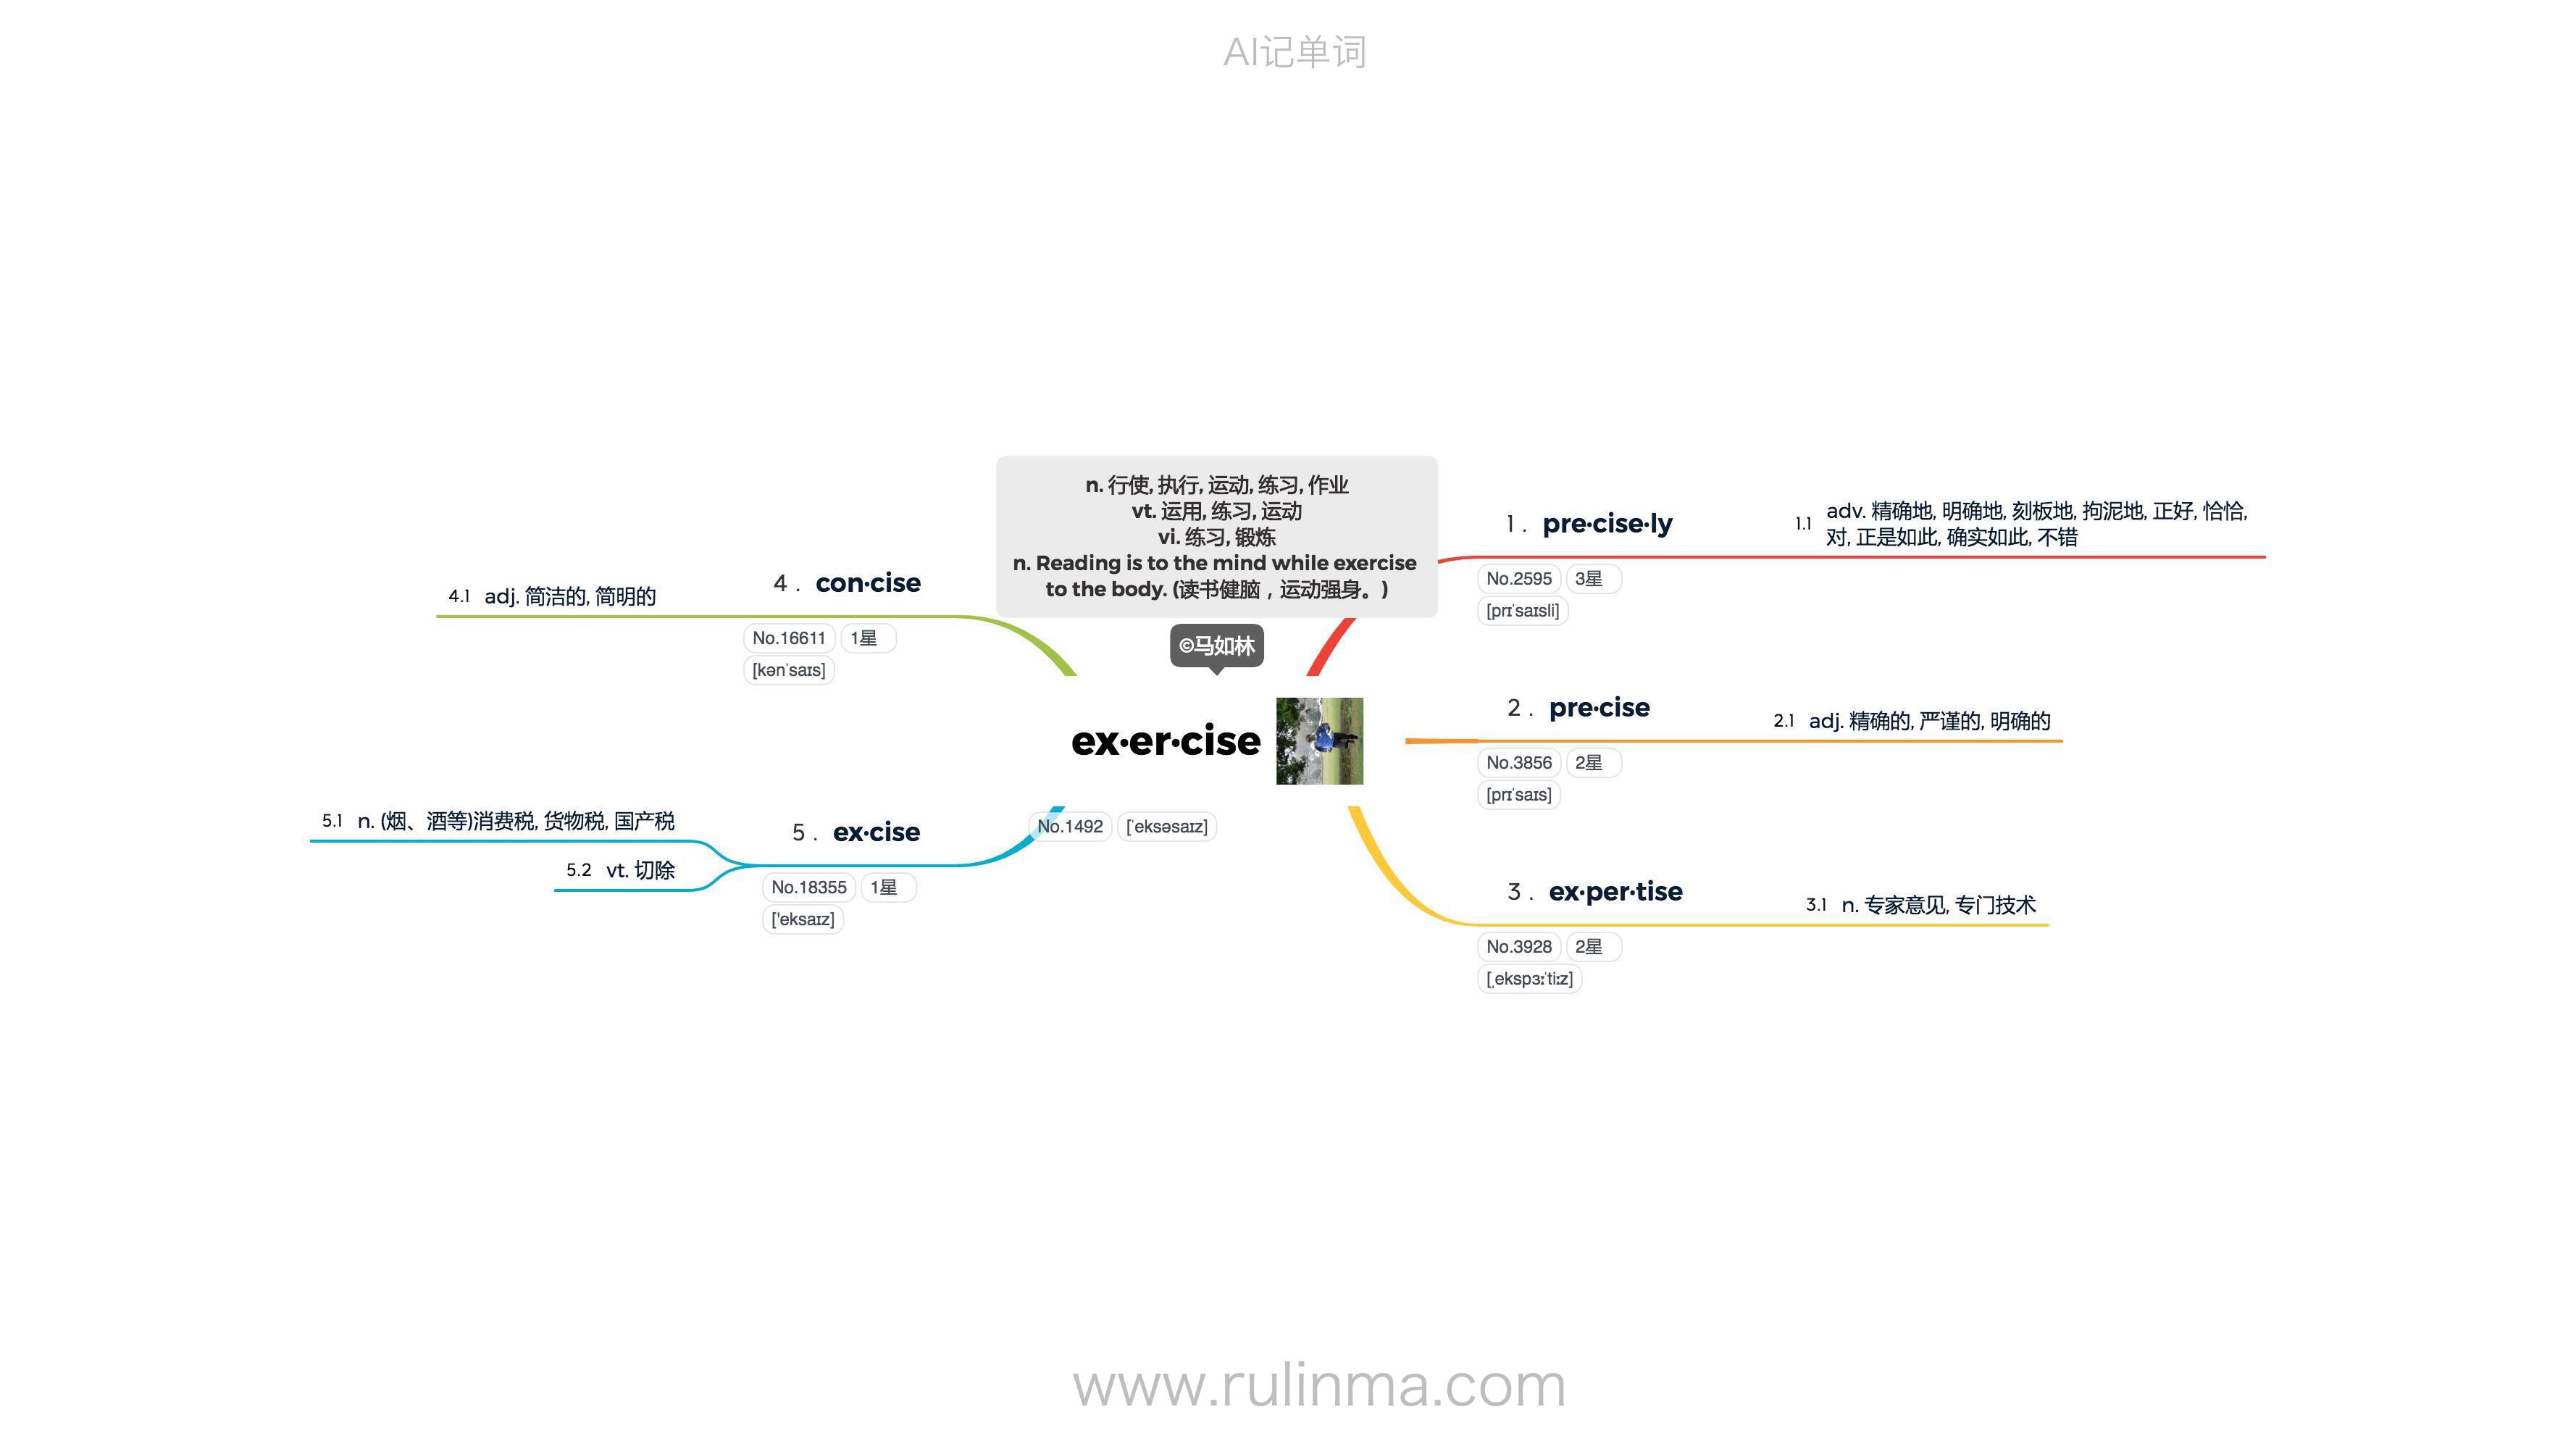 AI记单词
n. 行使, 执行, 运动, 练习, 作业
vt. 运用, 练习, 运动
vi. 练习, 锻炼
n. Reading is to the mind while exercise
to the body. (读书健脑，运动强身。)
©马如林
ex·er·cise
No.1492 [ˈeksəsaɪz]
1. pre·cise·ly
No.2595 3星
[prɪˈsaɪsli]
1.1 adv. 精确地, 明确地, 刻板地, 拘泥地, 正好, 恰恰,
对, 正是如此, 确实如此, 不错
2. pre·cise
No.3856 2星
[prɪˈsaɪs]
2.1 adj. 精确的, 严谨的, 明确的
3. ex·per·tise
No.3928 2星
[ˌekspɜːˈtiːz]
3.1 n. 专家意见, 专门技术
4. con·cise
No.16611 1星
[kənˈsaɪs]
4.1 adj. 简洁的, 简明的
5. ex·cise
No.18355 1星
['eksaɪz]
5.1 n. (烟、酒等)消费税, 货物税, 国产税
5.2 vt. 切除
www.rulinma.com